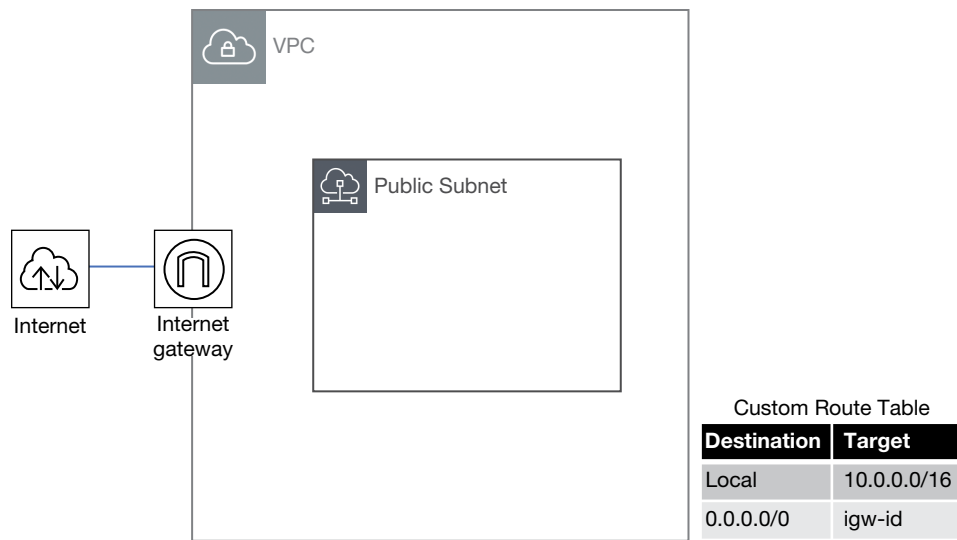 VPC
Public Subnet
Internet
Internet
gateway
Custom Route Table
Destination Target
Local 10.0.0.0/16
0.0.0.0/0 igw-id